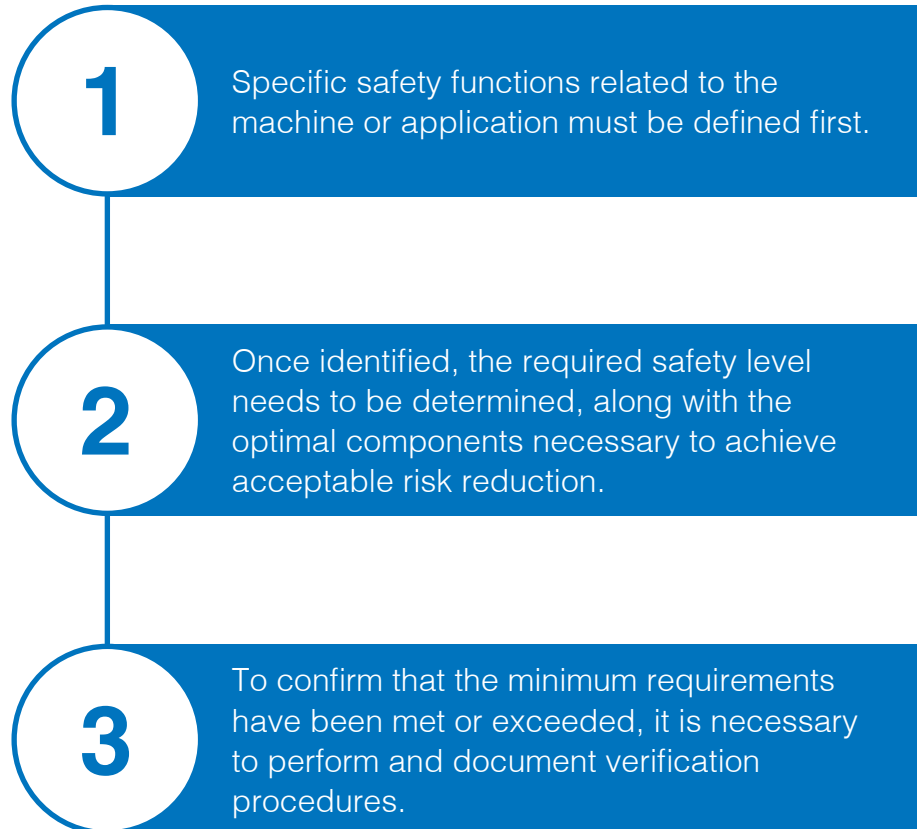 1
Specific safety functions related to the
machine or application must be defined first.
2
Once identified, the required safety level
needs to be determined, along with the
optimal components necessary to achieve
acceptable risk reduction.
3
To confirm that the minimum requirements
have been met or exceeded, it is necessary
to perform and document verification
procedures.